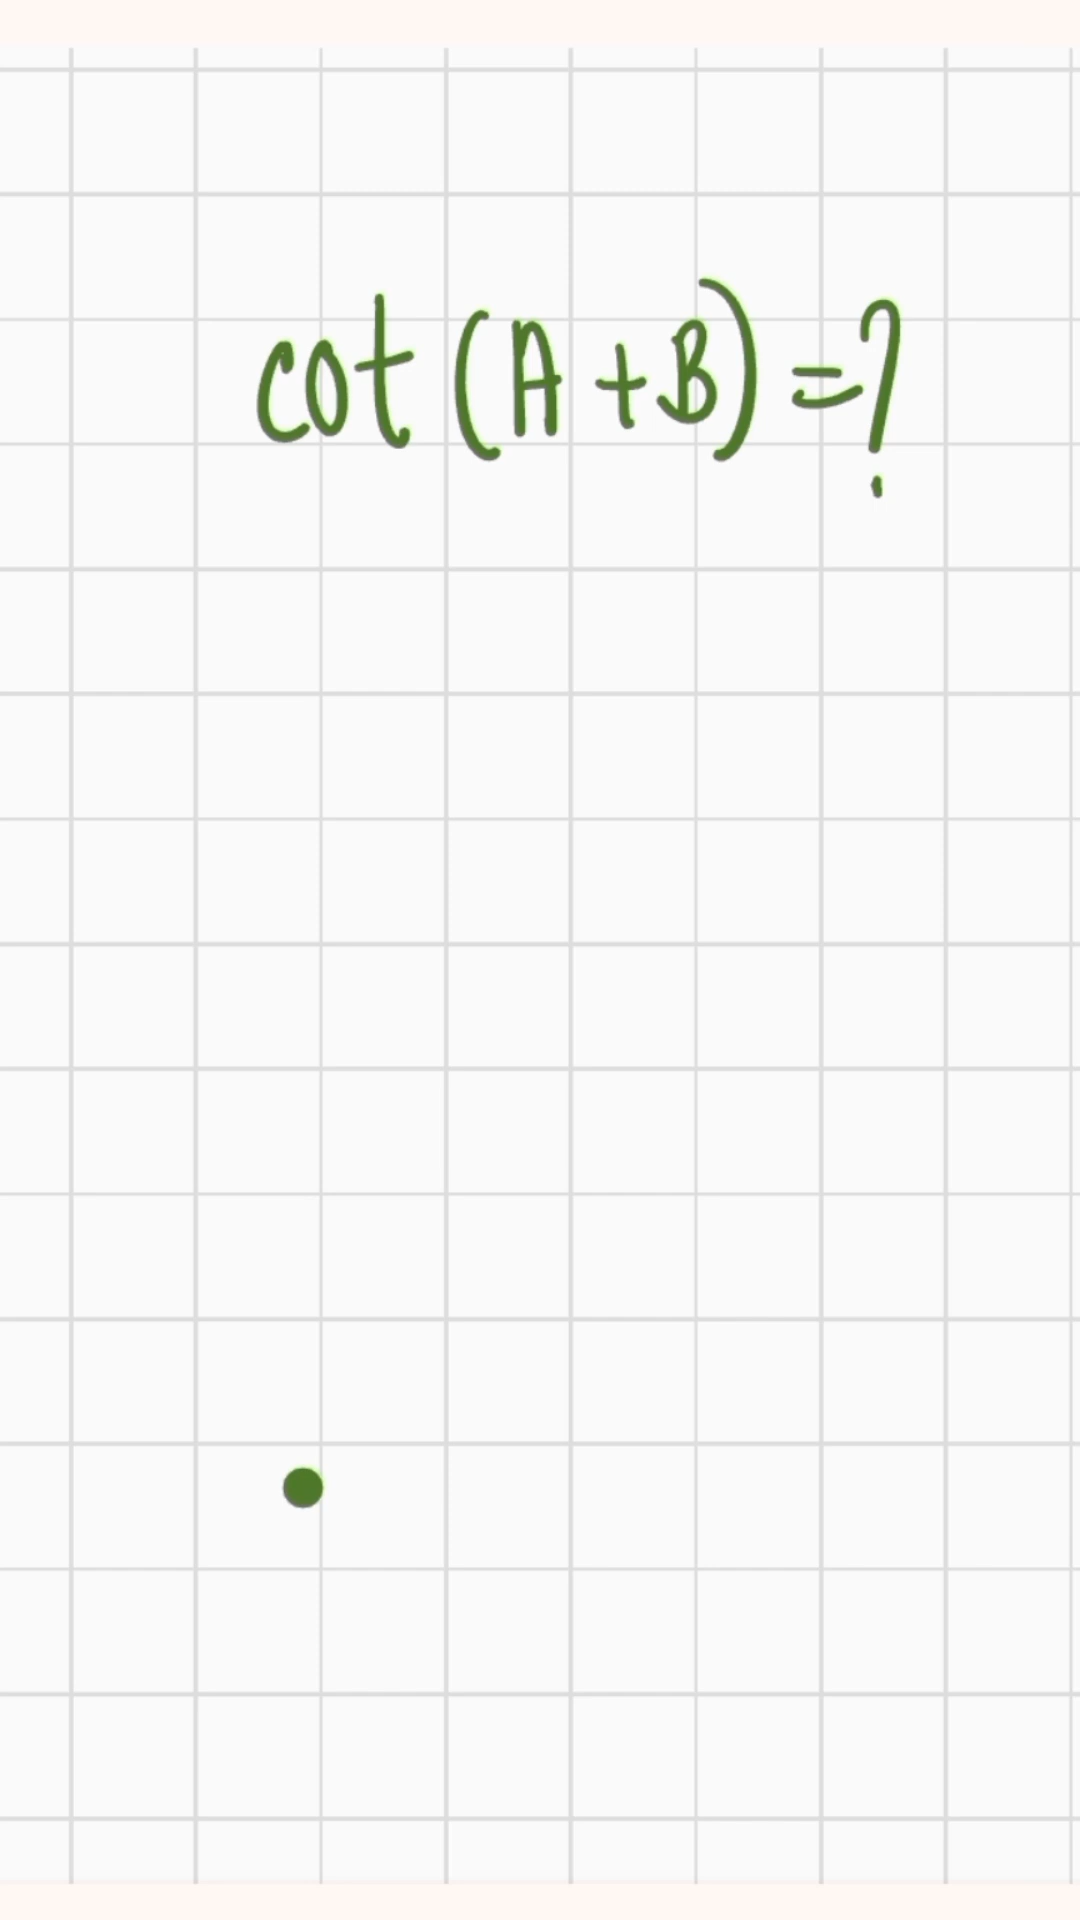 cot (A+B) = ?